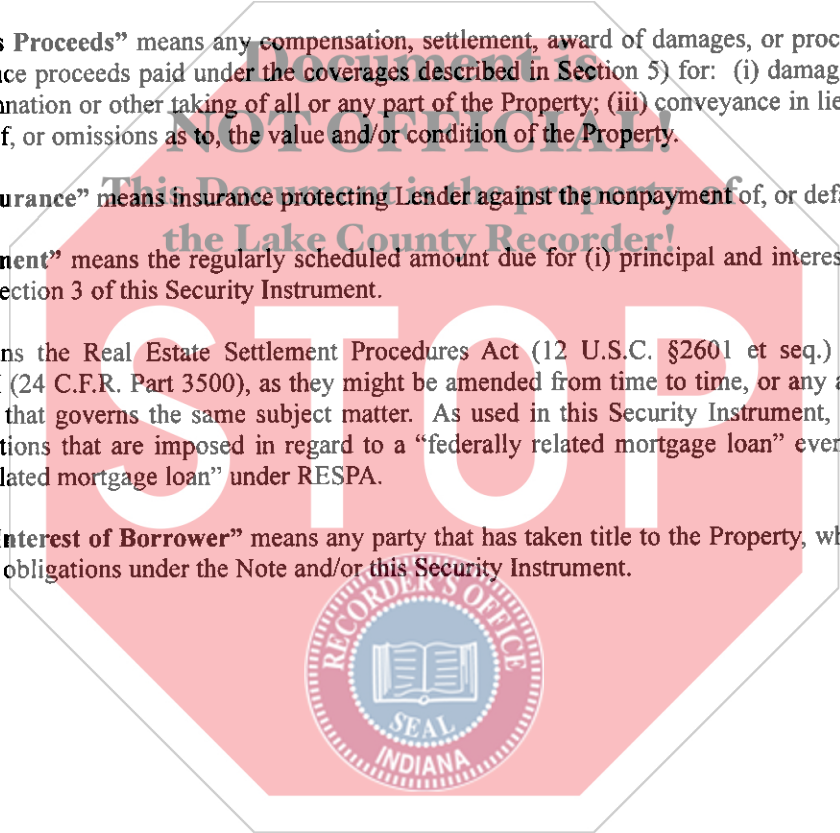 s Proceeds” means any compensation, settlement, award of damages, or proc
nce proceeds paid under the coverages described in Section 5) for: (i) damag
nation or other taking of all or any part of the Property; (iii) conveyance in lie
f, or omissions as to, the value and/or condition of the Property.
urance” means insurance protecting Lender against the nonpayment of, or defa
nent” means the regularly scheduled amount due for (i) principal and interes
ection 3 of this Security Instrument.
ns the Real Estate Settlement Procedures Act (12 U.S.C. §2601 et seq.)
(24 C.F.R. Part 3500), as they might be amended from time to time, or any a
that governs the same subject matter. As used in this Security Instrument,
tions that are imposed in regard to a “federally related mortgage loan” even
lated mortgage loan” under RESPA.
Interest of Borrower” means any party that has taken title to the Property, wh
obligations under the Note and/or this Security Instrument.
Document is
NOT OFFICIAL!
This Document is the property of
the Lake County Recorder!
STOP
RECORDER'S OFFICE
SEAL
INDIANA